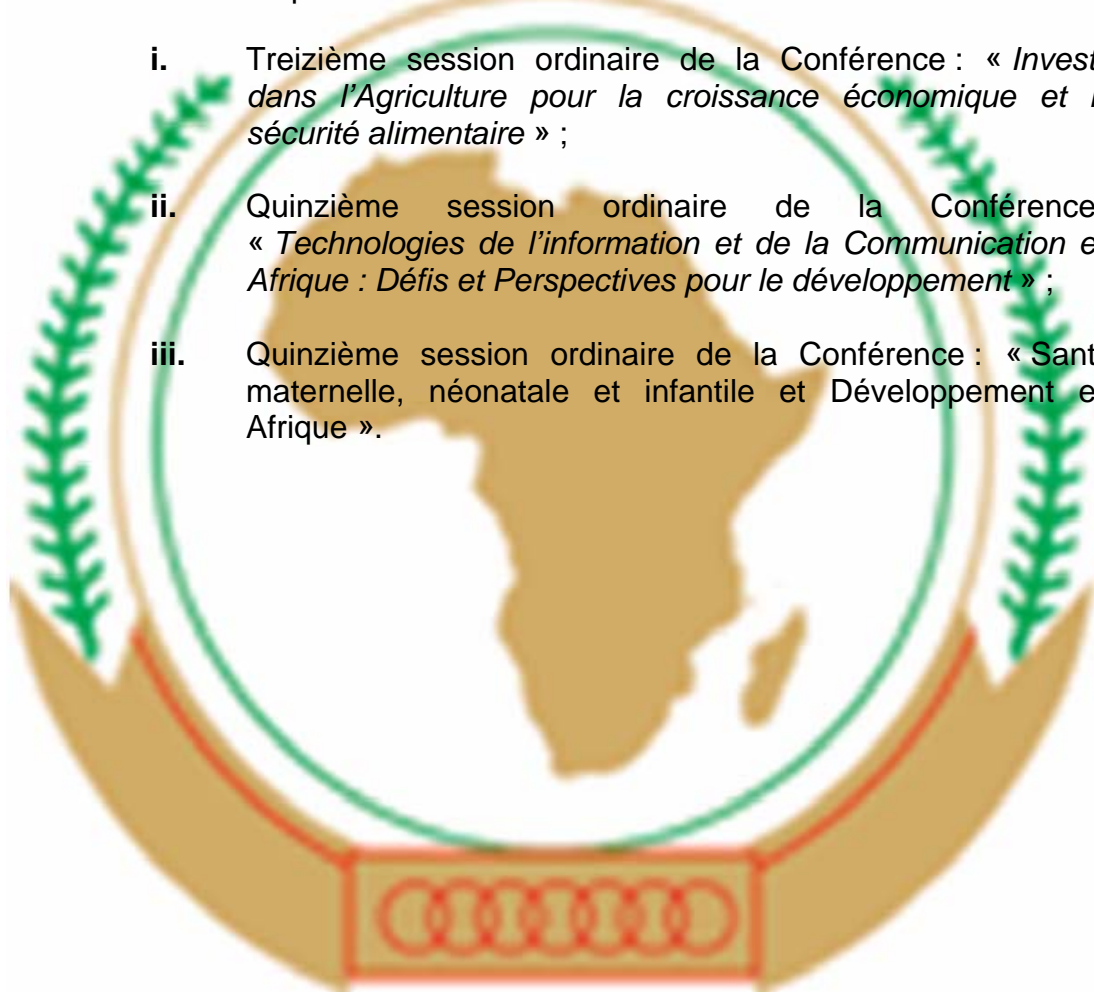 i. Treizième session ordinaire de la Conférence : « Invest
dans l'Agriculture pour la croissance économique et
sécurité alimentaire » ;
ii. Quinzième session ordinaire de la Conférence
« Technologies de l'information et de la Communication e
Afrique : Défis et Perspectives pour le développement » ;
iii. Quinzième session ordinaire de la Conférence : « Sant
maternelle, néonatale et infantile et Développement e
Afrique ».